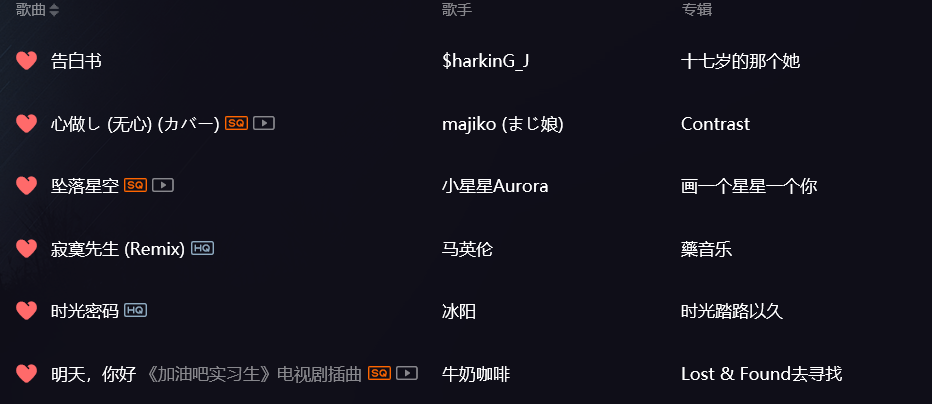 歌曲 歌手 专辑
告白书 $harkinG_J 十七岁的那个她
心做し (无心) (カバー) SQ majiko (まじ娘) Contrast
坠落星空 SQ 小星星Aurora 画一个星星一个你
寂寞先生 (Remix) HQ 马英伦 藥音乐
时光密码 HQ 冰阳 时光踏路以久
明天，你好 《加油吧实习生》电视剧插曲 SQ 牛奶咖啡 Lost & Found去寻找